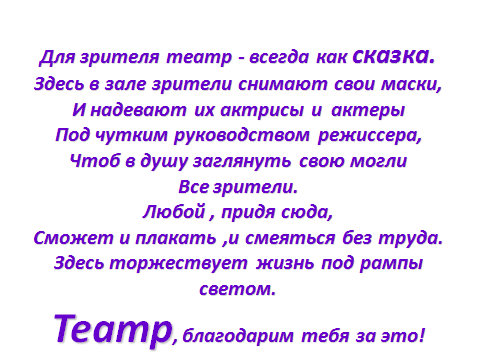 Для зрителя театр - всегда как сказка.
Здесь в зале зрители снимают свои маски,
И надевают их актрисы и актеры
Под чутким руководством режиссера,
Чтоб в душу заглянуть свою могли
Все зрители.
Любой , придя сюда,
Сможет и плакать ,и смеяться без труда.
Здесь торжествует жизнь под рампы
светом.
Театр, благодарим тебя за это!